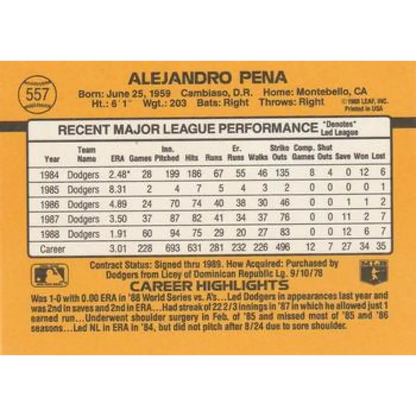 557
ALEJANDRO PENA
Born: June 25, 1959 Cambiaso, D.R. Home: Montebello, CA
Ht.: 6' 1" Wgt.: 203 Bats: Right Throws: Right
©1988 LEAF, INC.
Printed in USA
RECENT MAJOR LEAGUE PERFORMANCE *Denotes* Led League
Year Team Name ERA Games Inn. Pitched Hits Runs Er. Runs Walks Strike Outs Comp. Games Shut Outs Save Won Lost
1984 Dodgers 2.48* 28 199 186 67 55 46 135 8 4 0 12 6
1985 Dodgers 8.31 2 4 7 5 4 3 2 0 0 0 0 1
1986 Dodgers 4.89 24 70 74 40 38 30 46 0 0 1 1 2
1987 Dodgers 3.50 37 87 82 41 34 37 76 0 0 11 2 7
1988 Dodgers 1.91 60 94 75 29 20 27 83 0 0 12 6 7
Career 3.01 228 693 631 281 232 226 496 12 7 24 34 35
Contract Status: Signed thru 1989. How Acquired: Purchased by
Dodgers from Licey of Dominican Republic Lg. 9/10/78
CAREER HIGHLIGHTS
Was 1-0 with 0.00 ERA in '88 World Series vs. A's...Led Dodgers in appearances last year and
was 2nd in saves and 2nd in ERA...Had streak of 22 2/3 innings in '87 in which he allowed just 1
earned run...Underwent shoulder surgery in Feb. of '85 and missed most of '85 and '86
seasons...Led NL in ERA in '84, but did not pitch after 8/24 due to sore shoulder.